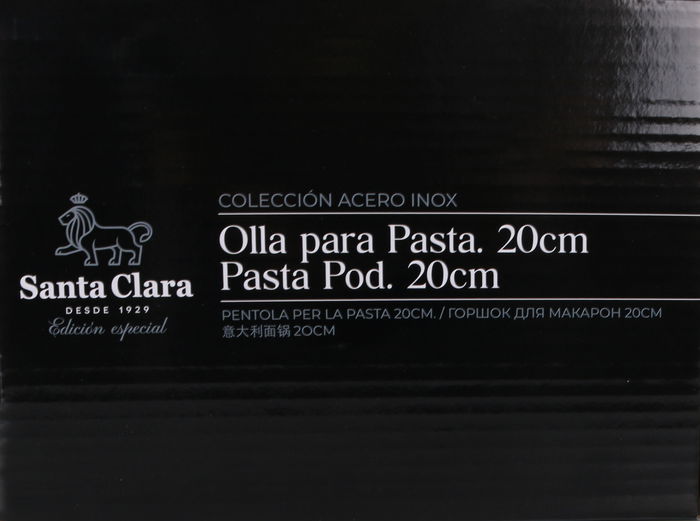 COLECCIÓN ACERO INOX
Olla para Pasta. 20cm
Pasta Pod. 20cm
PENTOLA PER LA PASTA 20CM. / ГОРШОК ДЛЯ МАКАРОН 20CM
意大利面锅 20CM
Santa Clara
DESDE 1929
Edición especial